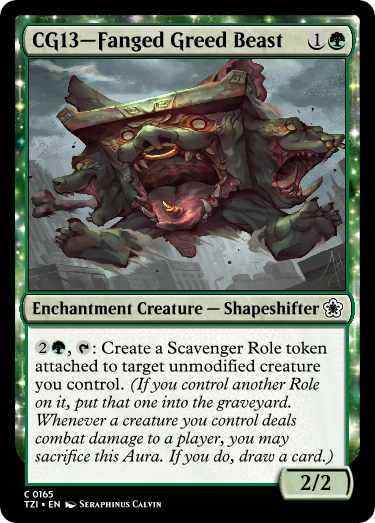 CG13—Fanged Greed Beast 1
Enchantment Creature — Shapeshifter
2, : Create a Scavenger Role token
attached to target unmodified creature
you control. (If you control another Role
on it, put that one into the graveyard.
Whenever a creature you control deals
combat damage to a player, you may
sacrifice this Aura. If you do, draw a card.)
2/2
C 0165
TZI • EN Seraphinus Calvin